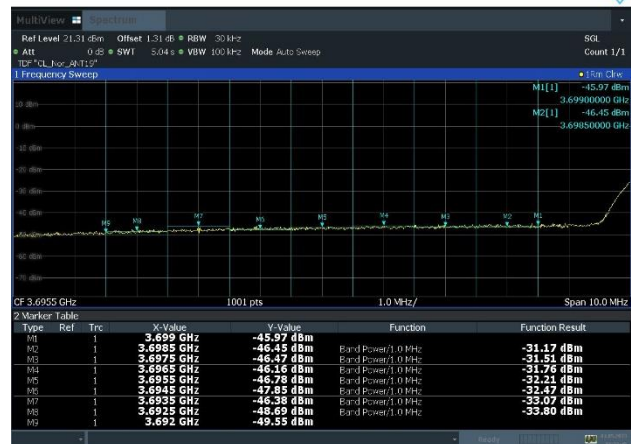 MultiView Spectrum
Ref Level 21.31 dBm Offset 1.31 dB RBW 30 kHz SGL
Att 0 dB SWT 5.04 s VBW 100 kHz Mode Auto Sweep Count 1/1
TDF "CL_Nor_ANT19"
1 Frequency Sweep 1Rm Clrw
M1[1] -45.97 dBm
3.69900000 GHz
M2[1] -46.45 dBm
3.69850000 GHz
10 dBm
0 dBm
-10 dBm
-20 dBm
-30 dBm
-40 dBm
M9 M8 M7 M6 M5 M4 M3 M2 M1
-50 dBm
-60 dBm
-70 dBm
CF 3.6955 GHz 1001 pts 1.0 MHz/ Span 10.0 MHz
2 Marker Table
Type Ref Trc X-Value Y-Value Function Function Result
M1 1 3.699 GHz -45.97 dBm
M2 1 3.6985 GHz -46.45 dBm Band Power/1.0 MHz -31.17 dBm
M3 1 3.6975 GHz -46.47 dBm Band Power/1.0 MHz -31.51 dBm
M4 1 3.6965 GHz -46.16 dBm Band Power/1.0 MHz -31.76 dBm
M5 1 3.6955 GHz -46.78 dBm Band Power/1.0 MHz -32.21 dBm
M6 1 3.6945 GHz -47.85 dBm Band Power/1.0 MHz -32.47 dBm
M7 1 3.6935 GHz -46.38 dBm Band Power/1.0 MHz -33.07 dBm
M8 1 3.6925 GHz -48.69 dBm Band Power/1.0 MHz -33.80 dBm
M9 1 3.692 GHz -49.55 dBm
Ready